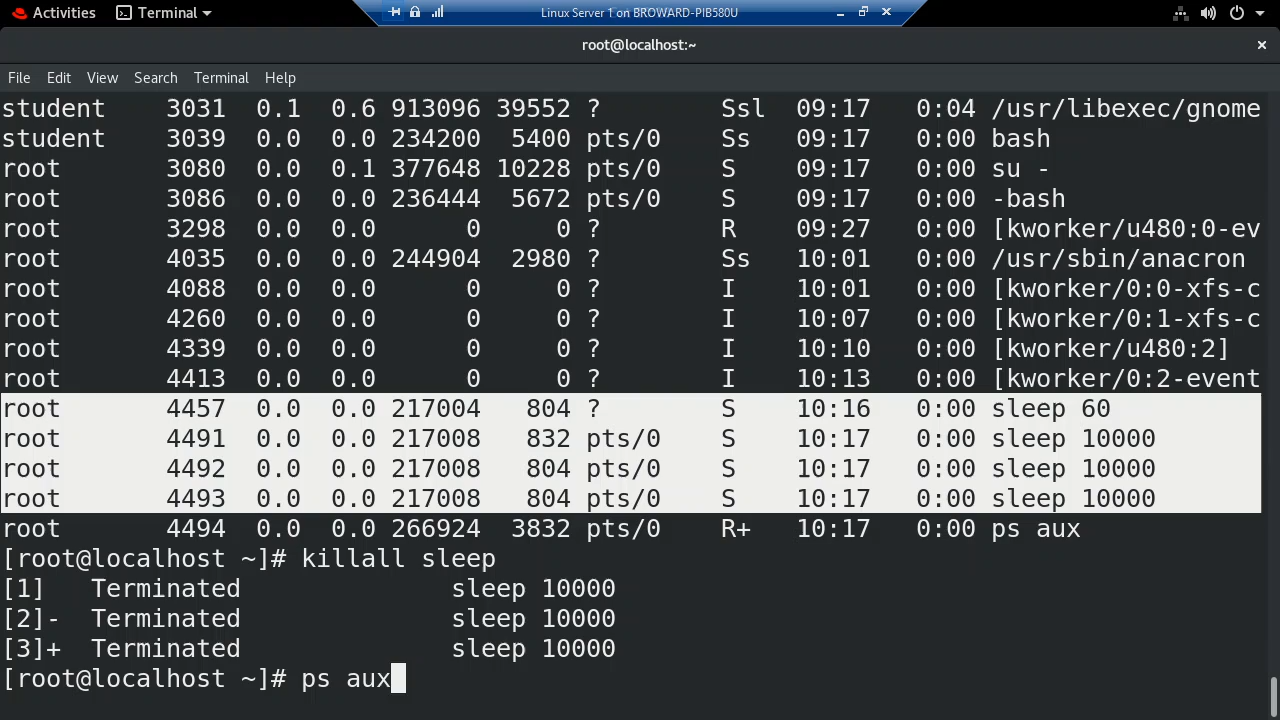 Activities Terminal Linux Server 1 on BROWARD-PIB580U
root@localhost:~
File Edit View Search Terminal Help
student 3031 0.1 0.6 913096 39552 ? Ssl 09:17 0:04 /usr/libexec/gnome
student 3039 0.0 0.0 234200 5400 pts/0 Ss 09:17 0:00 bash
root 3080 0.0 0.1 377648 10228 pts/0 S 09:17 0:00 su -
root 3086 0.0 0.0 236444 5672 pts/0 S 09:17 0:00 -bash
root 3298 0.0 0.0 0 0 ? R 09:27 0:00 [kworker/u480:0-ev
root 4035 0.0 0.0 244904 2980 ? Ss 10:01 0:00 /usr/sbin/anacron
root 4088 0.0 0.0 0 0 ? I 10:01 0:00 [kworker/0:0-xfs-c
root 4260 0.0 0.0 0 0 ? I 10:07 0:00 [kworker/0:1-xfs-c
root 4339 0.0 0.0 0 0 ? I 10:10 0:00 [kworker/u480:2]
root 4413 0.0 0.0 0 0 ? I 10:13 0:00 [kworker/0:2-event
root 4457 0.0 0.0 217004 804 ? S 10:16 0:00 sleep 60
root 4491 0.0 0.0 217008 832 pts/0 S 10:17 0:00 sleep 10000
root 4492 0.0 0.0 217008 804 pts/0 S 10:17 0:00 sleep 10000
root 4493 0.0 0.0 217008 804 pts/0 S 10:17 0:00 sleep 10000
root 4494 0.0 0.0 266924 3832 pts/0 R+ 10:17 0:00 ps aux
[root@localhost ~]# killall sleep
[1] Terminated sleep 10000
[2]- Terminated sleep 10000
[3]+ Terminated sleep 10000
[root@localhost ~]# ps aux